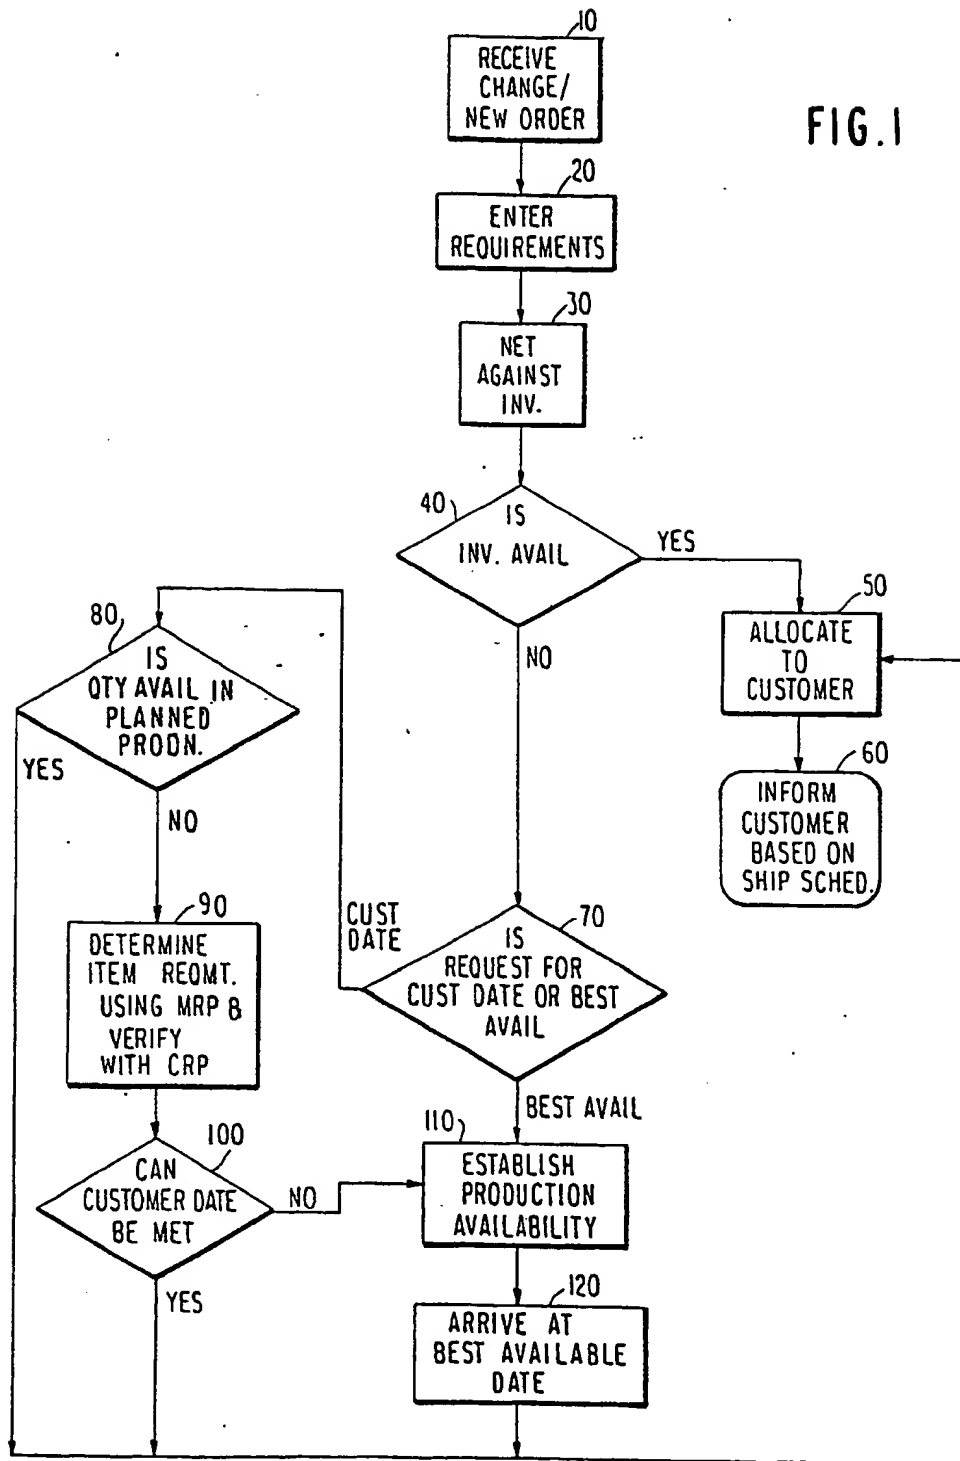 FIG.1
10
RECEIVE
CHANGE/
NEW ORDER
20
ENTER
REQUIREMENTS
30
NET
AGAINST
INV.
40
IS
INV. AVAIL
YES
NO
50
ALLOCATE
TO
CUSTOMER
60
INFORM
CUSTOMER
BASED ON
SHIP SCHED.
70
IS
REQUEST FOR
CUST DATE OR BEST
AVAIL
CUST
DATE
BEST AVAIL
80
IS
QTY AVAIL IN
PLANNED
PRODN.
YES
NO
90
DETERMINE
ITEM REQMT.
USING MRP &
VERIFY
WITH CRP
100
CAN
CUSTOMER DATE
BE MET
NO
YES
110
ESTABLISH
PRODUCTION
AVAILABILITY
120
ARRIVE AT
BEST AVAILABLE
DATE